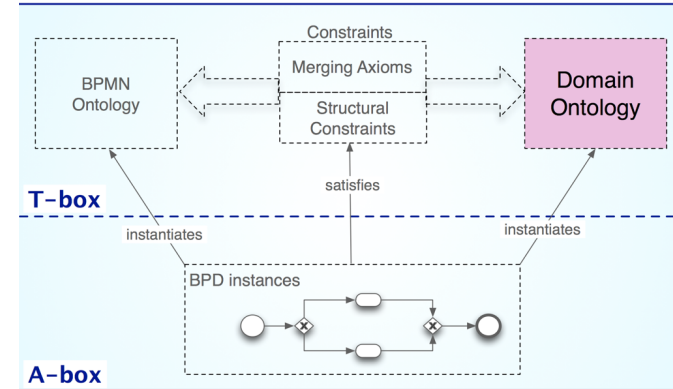 Constraints
BPMN
Ontology
Merging Axioms
Structural
Constraints
Domain
Ontology
satisfies
T-box
instantiates
instantiates
BPD instances
A-box